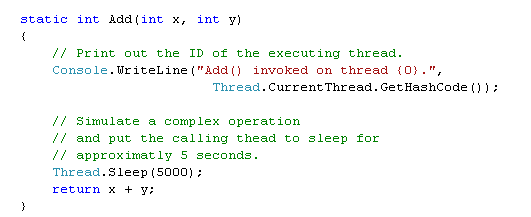 static int Add(int x, int y)
{
    // Print out the ID of the executing thread.
    Console.WriteLine("Add() invoked on thread {0}.",
                        Thread.CurrentThread.GetHashCode());

    // Simulate a complex operation
    // and put the calling thead to sleep for
    // approximatly 5 seconds.
    Thread.Sleep(5000);
    return x + y;
}